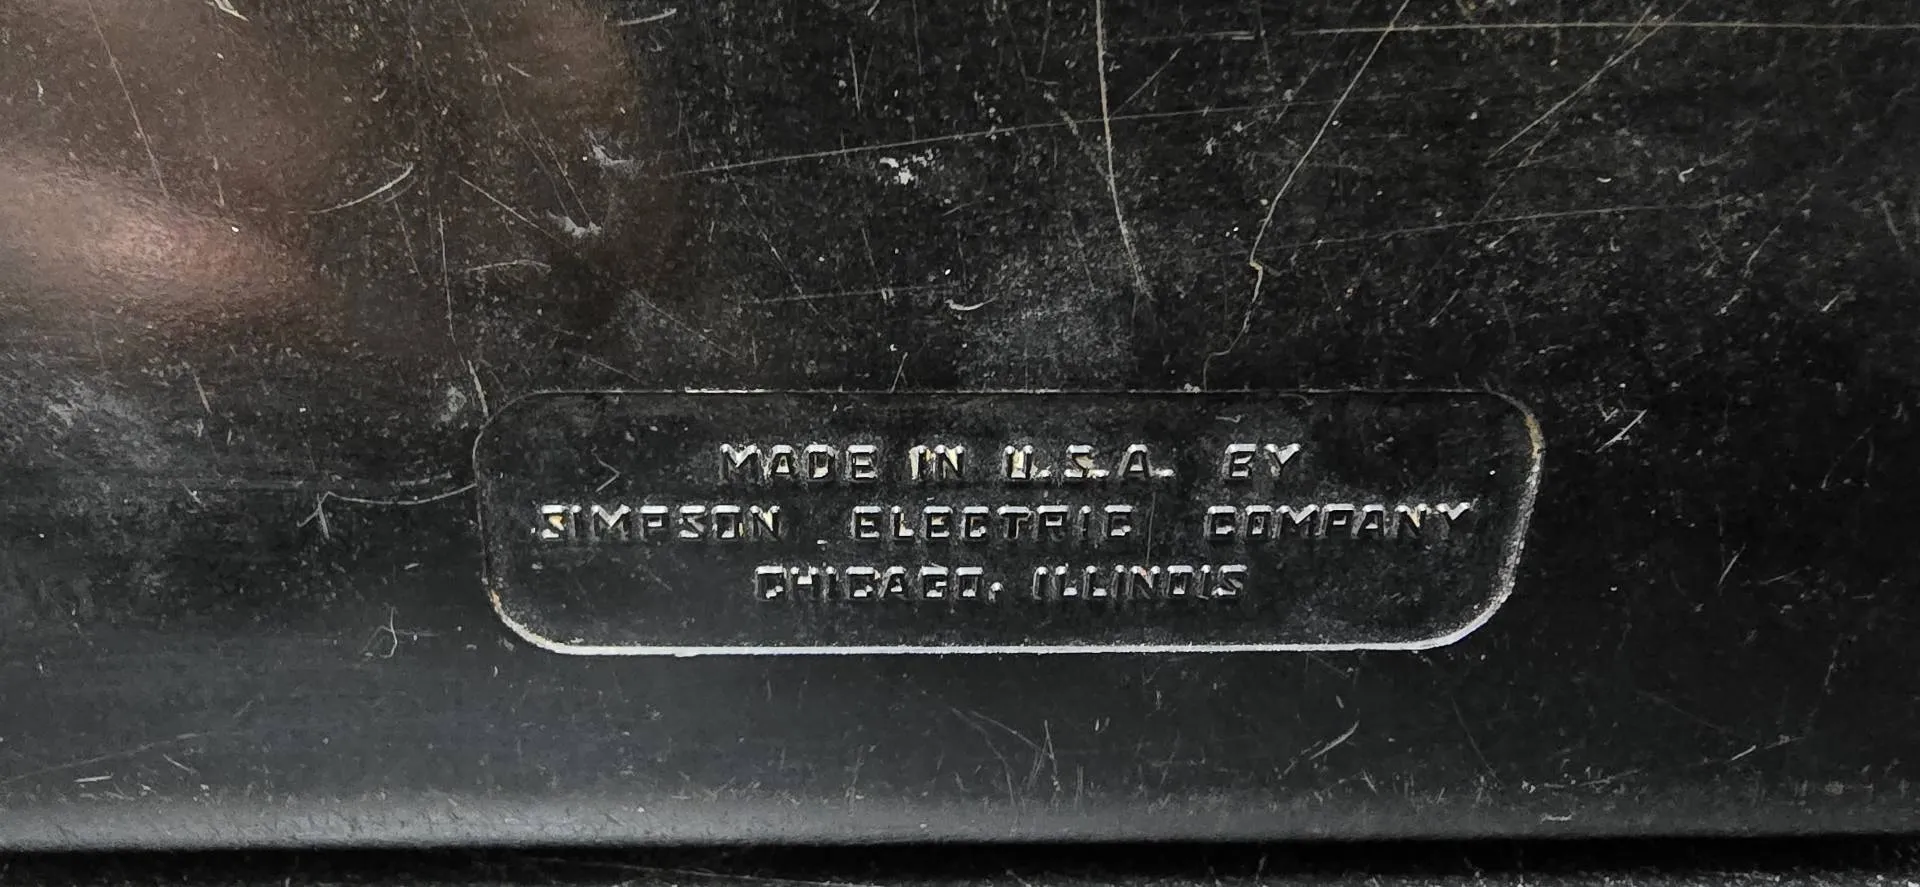 MADE IN U.S.A. BY
SIMPSON ELECTRIC COMPANY
CHICAGO, ILLINOIS